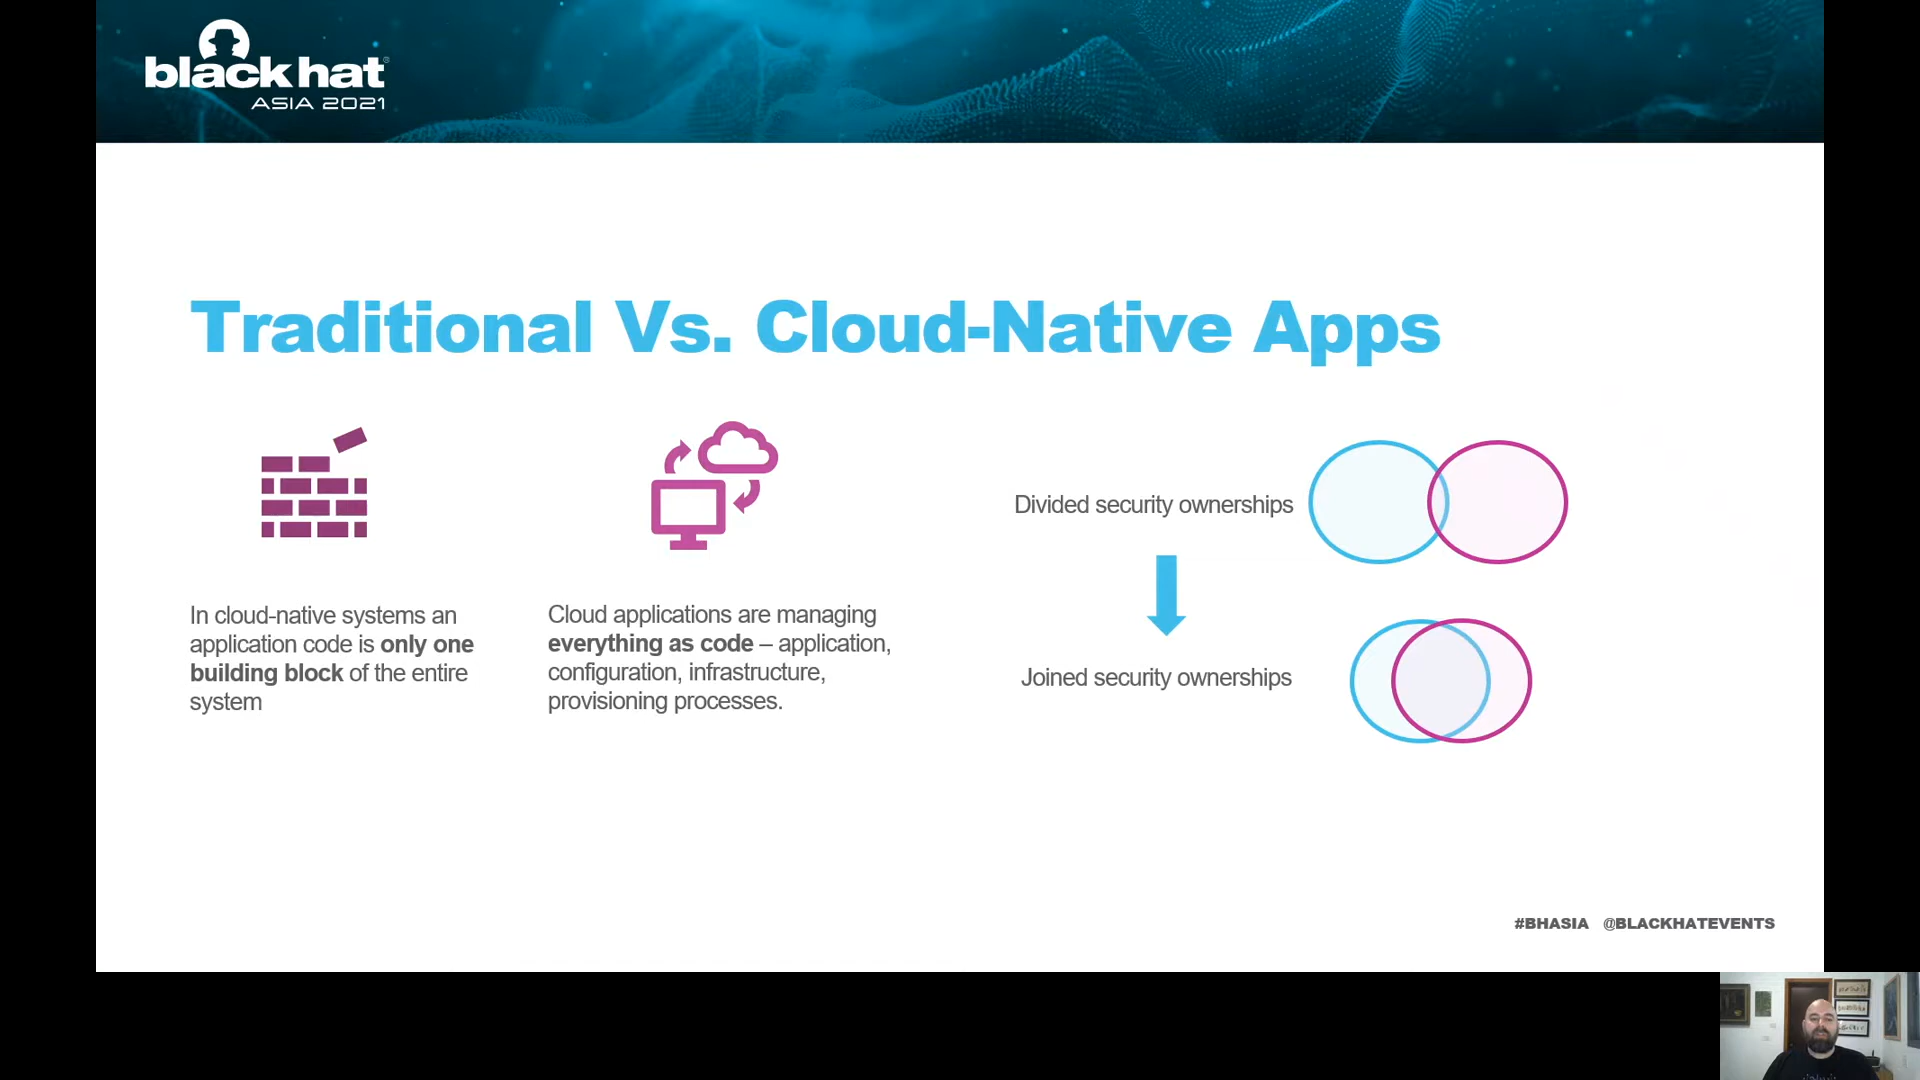 black hat®
ASIA 2021
Traditional Vs. Cloud-Native Apps
In cloud-native systems an
application code is only one
building block of the entire
system
Cloud applications are managing
everything as code – application,
configuration, infrastructure,
provisioning processes.
Divided security ownerships
Joined security ownerships
#BHASIA @BLACKHATEVENTS